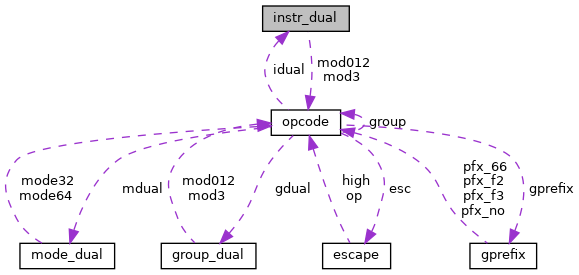 instr_dual
idual
mod012
mod3
opcode
group
mode32
mode64
mdual
mod012
mod3
gdual
high
op
esc
pfx_66
pfx_f2
pfx_f3
pfx_no
gprefix
mode_dual
group_dual
escape
gprefix